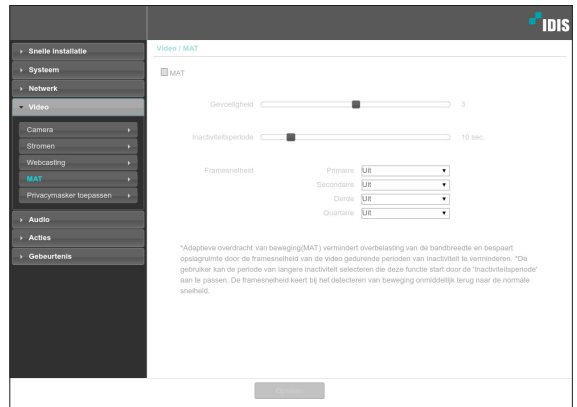 IDIS
Snelle installatie
Systeem
Netwerk
Video
Camera
Stromen
Webcasting
MAT
Privacymasker toepassen
Audio
Acties
Gebeurtenis
Video / MAT
MAT
Gevoeligheid 3
Inactiviteitsperiode 10 sec.
Framesnelheid Primaire Uit
Secondaire Uit
Derde Uit
Quartaire Uit
*Adaptieve overdracht van beweging(MAT) vermindert overbelasting van de bandbreedte en bespaart
opslagruimte door de framesnelheid van de video gedurende perioden van inactiviteit te verminderen. *De
gebruiker kan de periode van langere inactiviteit selecteren die deze functie start door de 'Inactiviteitsperiode'
aan te passen. De framesnelheid keert bij het detecteren van beweging onmiddelijk terug naar de normale
snelheid.